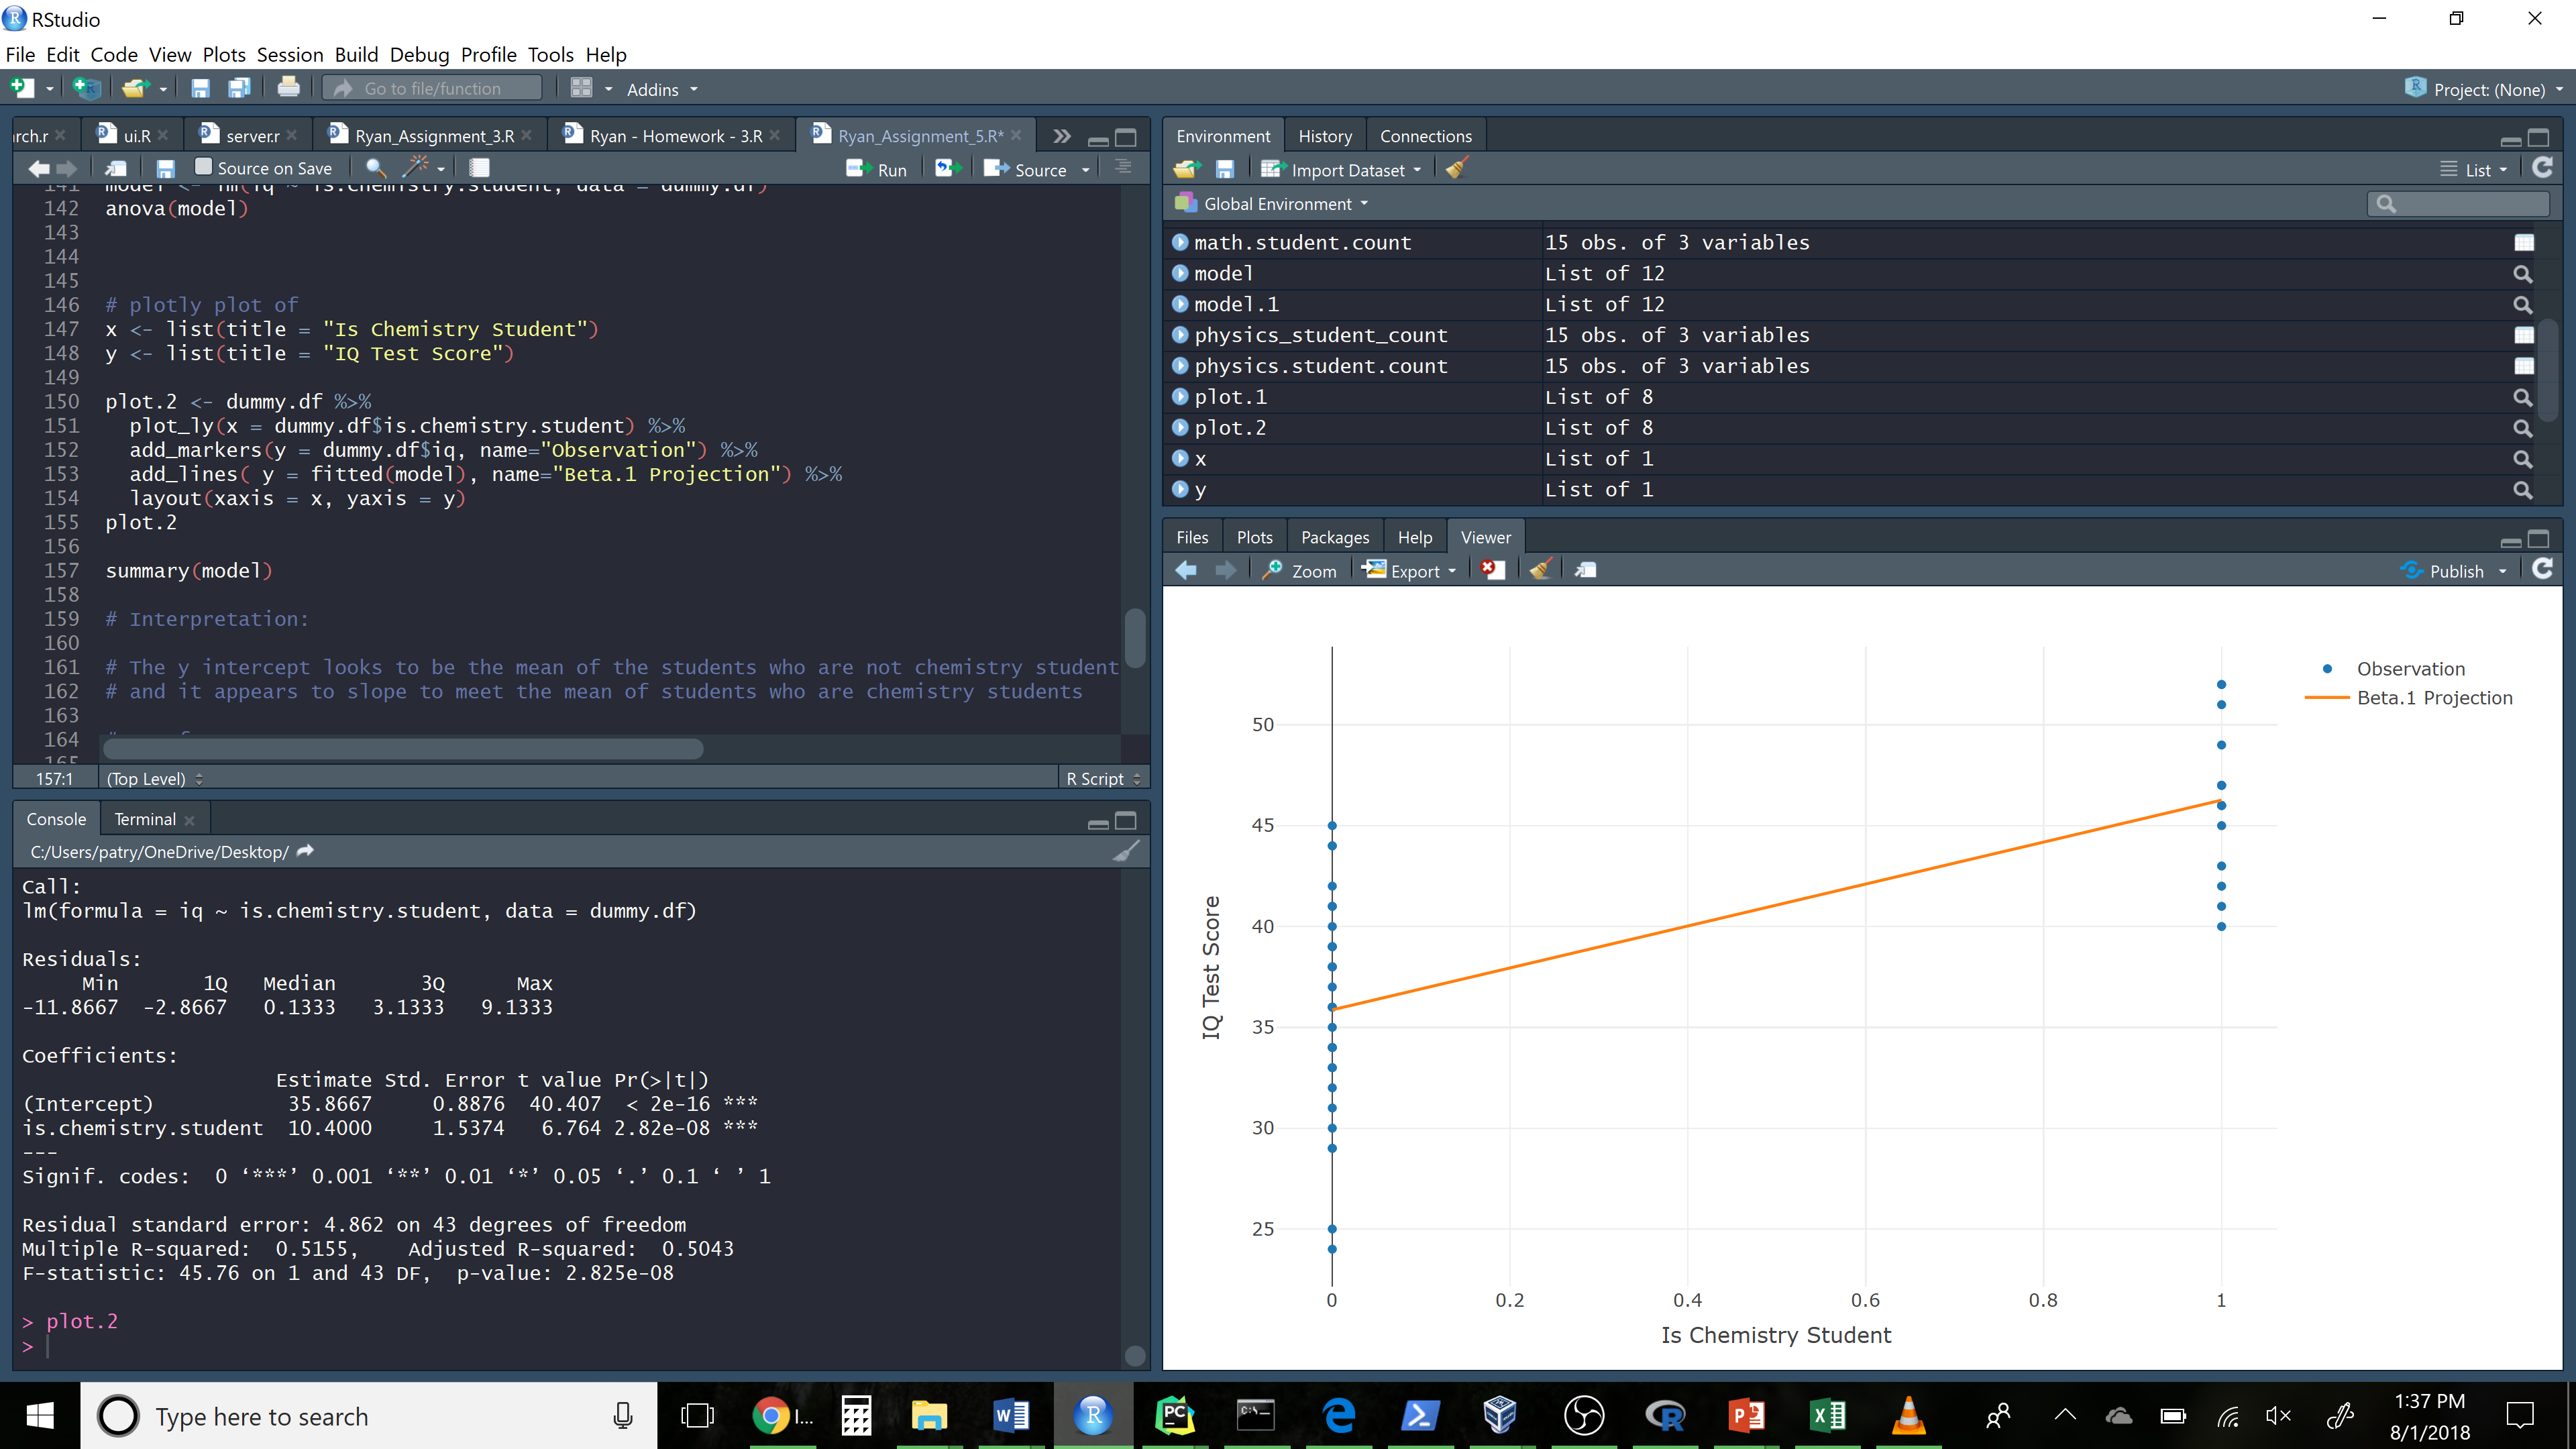 RStudio
File Edit Code View Plots Session Build Debug Profile Tools Help
Go to file/function
Addins
Project: (None)
rch.r
ui.R
server.r
Ryan_Assignment_3.R
Ryan - Homework - 3.R
Ryan_Assignment_5.R*
Source on Save
Run
Source
141 model <- lm(iq ~ is.chemistry.student, data = dummy.df)
142 anova(model)
143
144
145
146 # plotly plot of
147 x <- list(title = "Is Chemistry Student")
148 y <- list(title = "IQ Test Score")
149
150 plot.2 <- dummy.df %>%
151 plot_ly(x = dummy.df$is.chemistry.student) %>%
152 add_markers(y = dummy.df$iq, name="Observation") %>%
153 add_lines( y = fitted(model), name="Beta.1 Projection") %>%
154 layout(xaxis = x, yaxis = y)
155 plot.2
156
157 summary(model)
158
159 # Interpretation:
160
161 # The y intercept looks to be the mean of the students who are not chemistry student
162 # and it appears to slope to meet the mean of students who are chemistry students
163
164
165
157:1 (Top Level) R Script
Console Terminal
C:/Users/patry/OneDrive/Desktop/
Call:
lm(formula = iq ~ is.chemistry.student, data = dummy.df)
Residuals:
Min 1Q Median 3Q Max
-11.8667 -2.8667 0.1333 3.1333 9.1333
Coefficients:
Estimate Std. Error t value Pr(>|t|)
(Intercept) 35.8667 0.8876 40.407 < 2e-16 ***
is.chemistry.student 10.4000 1.5374 6.764 2.82e-08 ***
---
Signif. codes: 0 ‘***’ 0.001 ‘**’ 0.01 ‘*’ 0.05 ‘.’ 0.1 ‘ ’ 1
Residual standard error: 4.862 on 43 degrees of freedom
Multiple R-squared: 0.5155, Adjusted R-squared: 0.5043
F-statistic: 45.76 on 1 and 43 DF, p-value: 2.825e-08
> plot.2
>
Environment History Connections
Import Dataset
List
Global Environment
math.student.count 15 obs. of 3 variables
model List of 12
model.1 List of 12
physics_student_count 15 obs. of 3 variables
physics.student.count 15 obs. of 3 variables
plot.1 List of 8
plot.2 List of 8
x List of 1
y List of 1
Files Plots Packages Help Viewer
Zoom Export Publish
Observation
Beta.1 Projection
50
45
40
35
30
25
IQ Test Score
0 0.2 0.4 0.6 0.8 1
Is Chemistry Student
Type here to search
I...
1:37 PM
8/1/2018